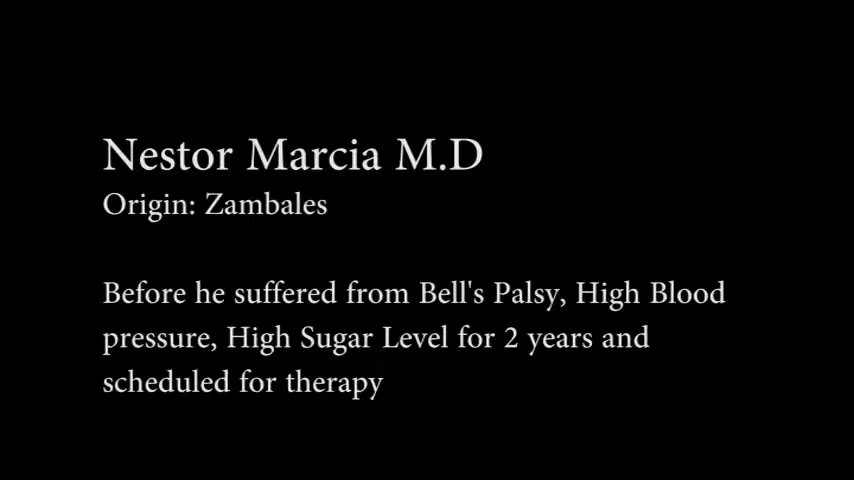 Nestor Marcia M.D
Origin: Zambales
Before he suffered from Bell's Palsy, High Blood
pressure, High Sugar Level for 2 years and
scheduled for therapy